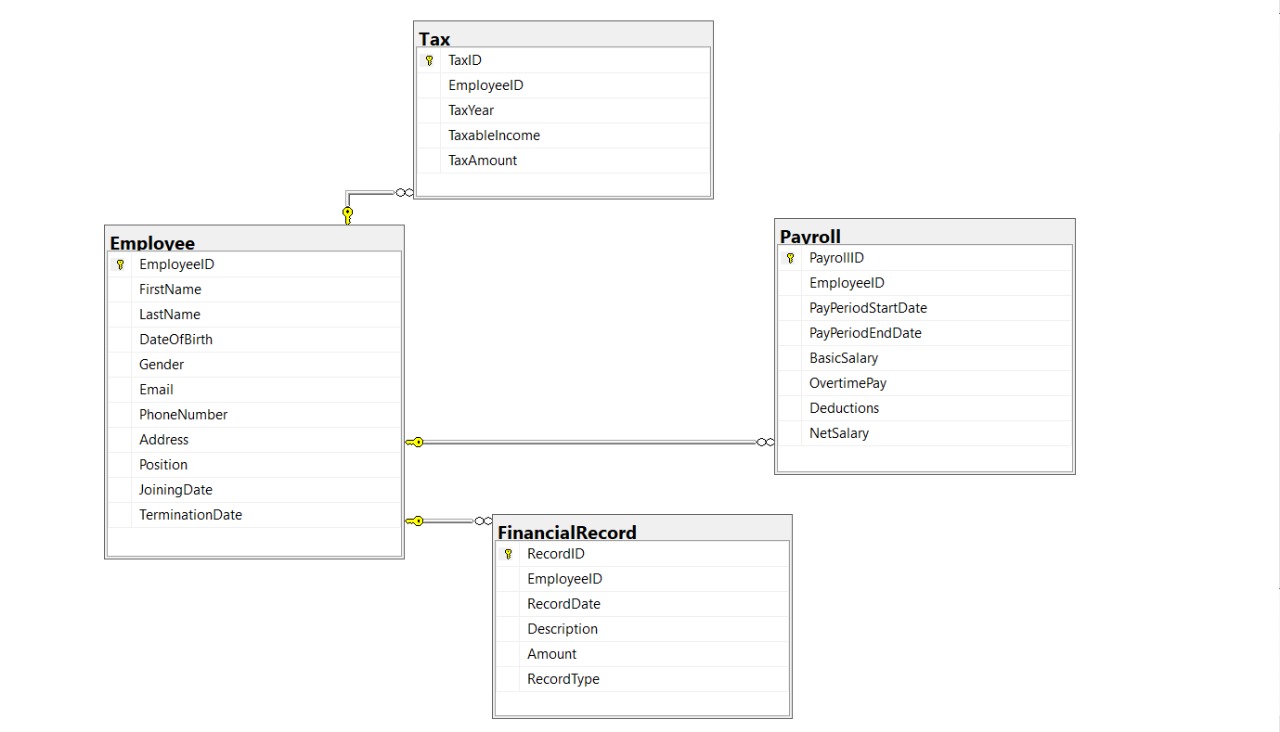 Tax
TaxID
EmployeeID
TaxYear
TaxableIncome
TaxAmount
Employee
EmployeeID
FirstName
LastName
DateOfBirth
Gender
Email
PhoneNumber
Address
Position
JoiningDate
TerminationDate
Payroll
PayrollID
EmployeeID
PayPeriodStartDate
PayPeriodEndDate
BasicSalary
OvertimePay
Deductions
NetSalary
FinancialRecord
RecordID
EmployeeID
RecordDate
Description
Amount
RecordType